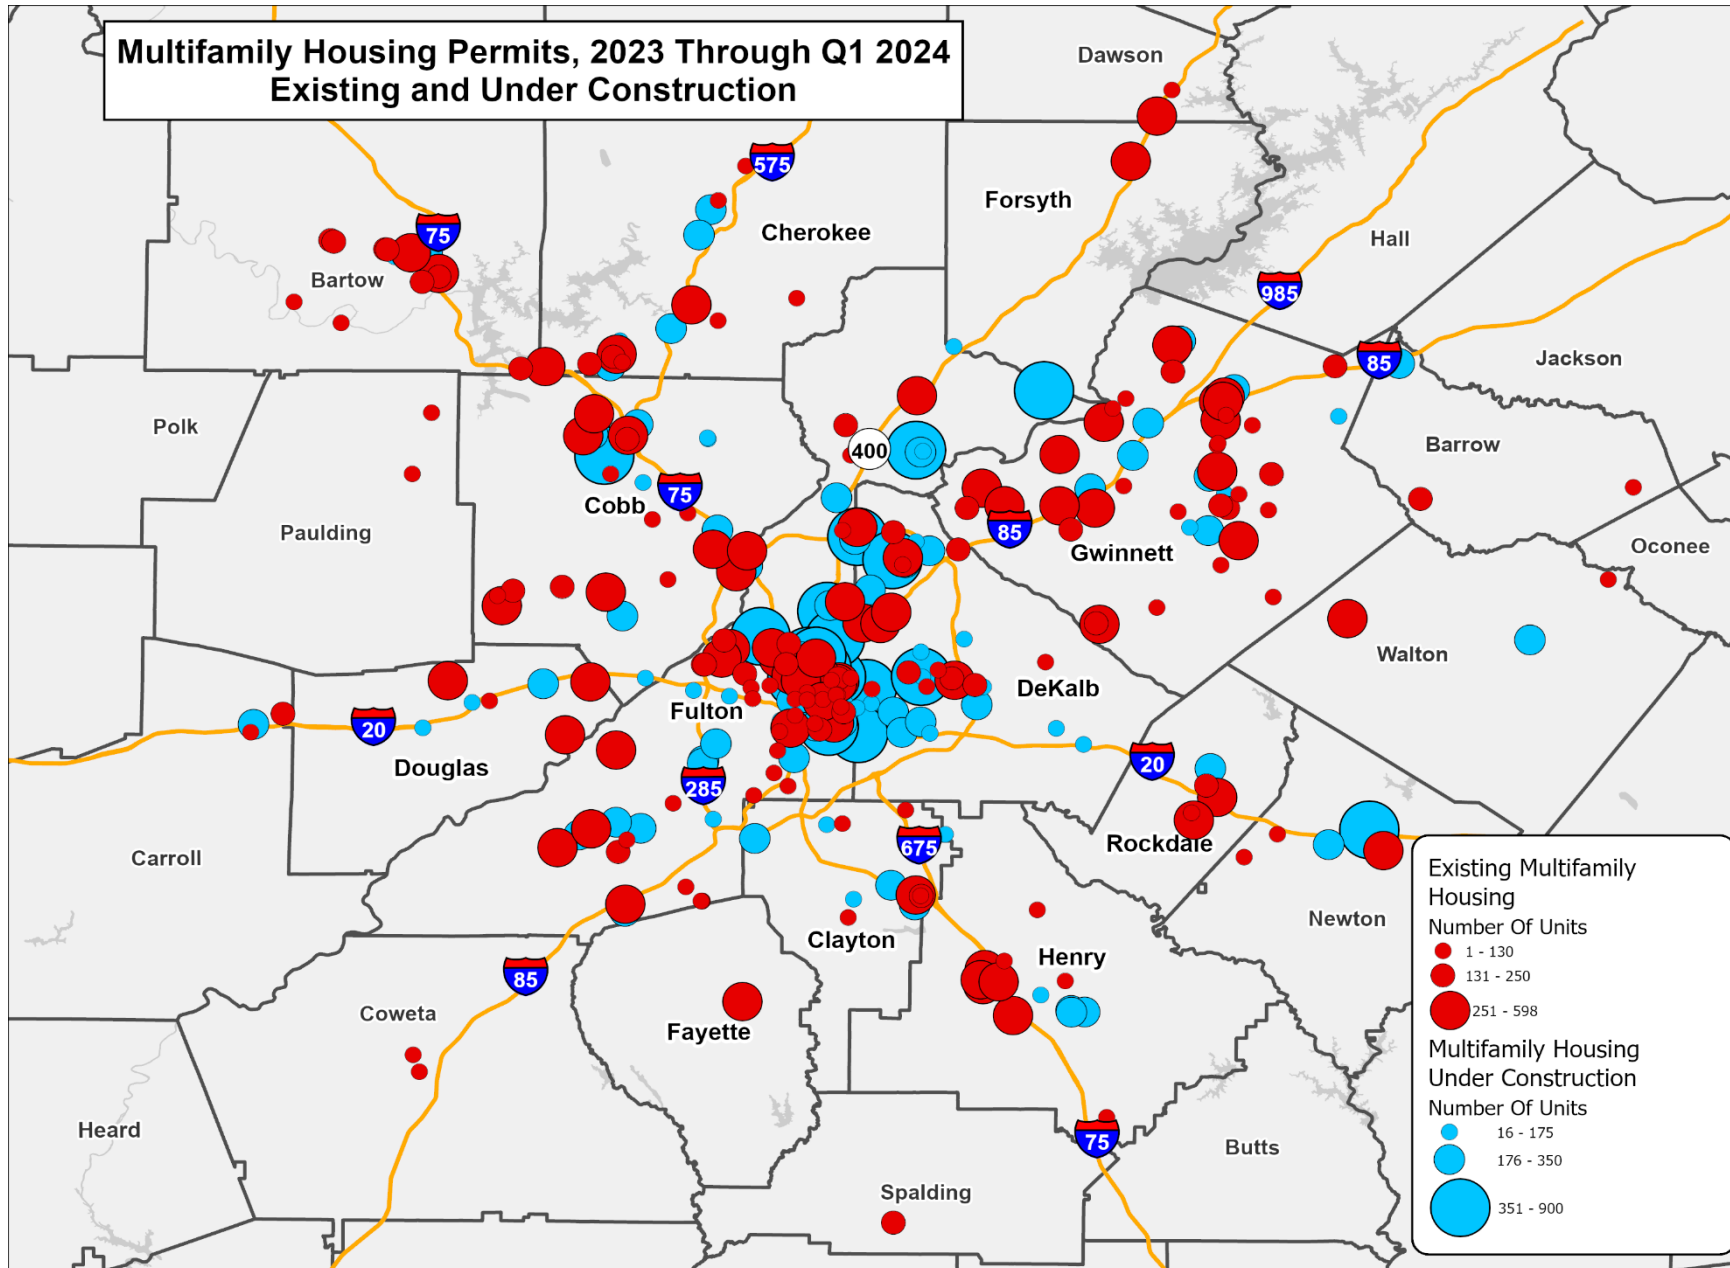 Multifamily Housing Permits, 2023 Through Q1 2024
Existing and Under Construction
Dawson
575
Forsyth
75
Cherokee
Hall
Bartow
985
85
Jackson
Polk
400
Barrow
Cobb
75
Paulding
85
Gwinnett
Oconee
Walton
DeKalb
Fulton
20
Douglas
285
20
675
Rockdale
Carroll
Newton
Clayton
Henry
85
Coweta
Fayette
Heard
75
Butts
Spalding
Existing Multifamily
Housing
Number Of Units
1 - 130
131 - 250
251 - 598
Multifamily Housing
Under Construction
Number Of Units
16 - 175
176 - 350
351 - 900